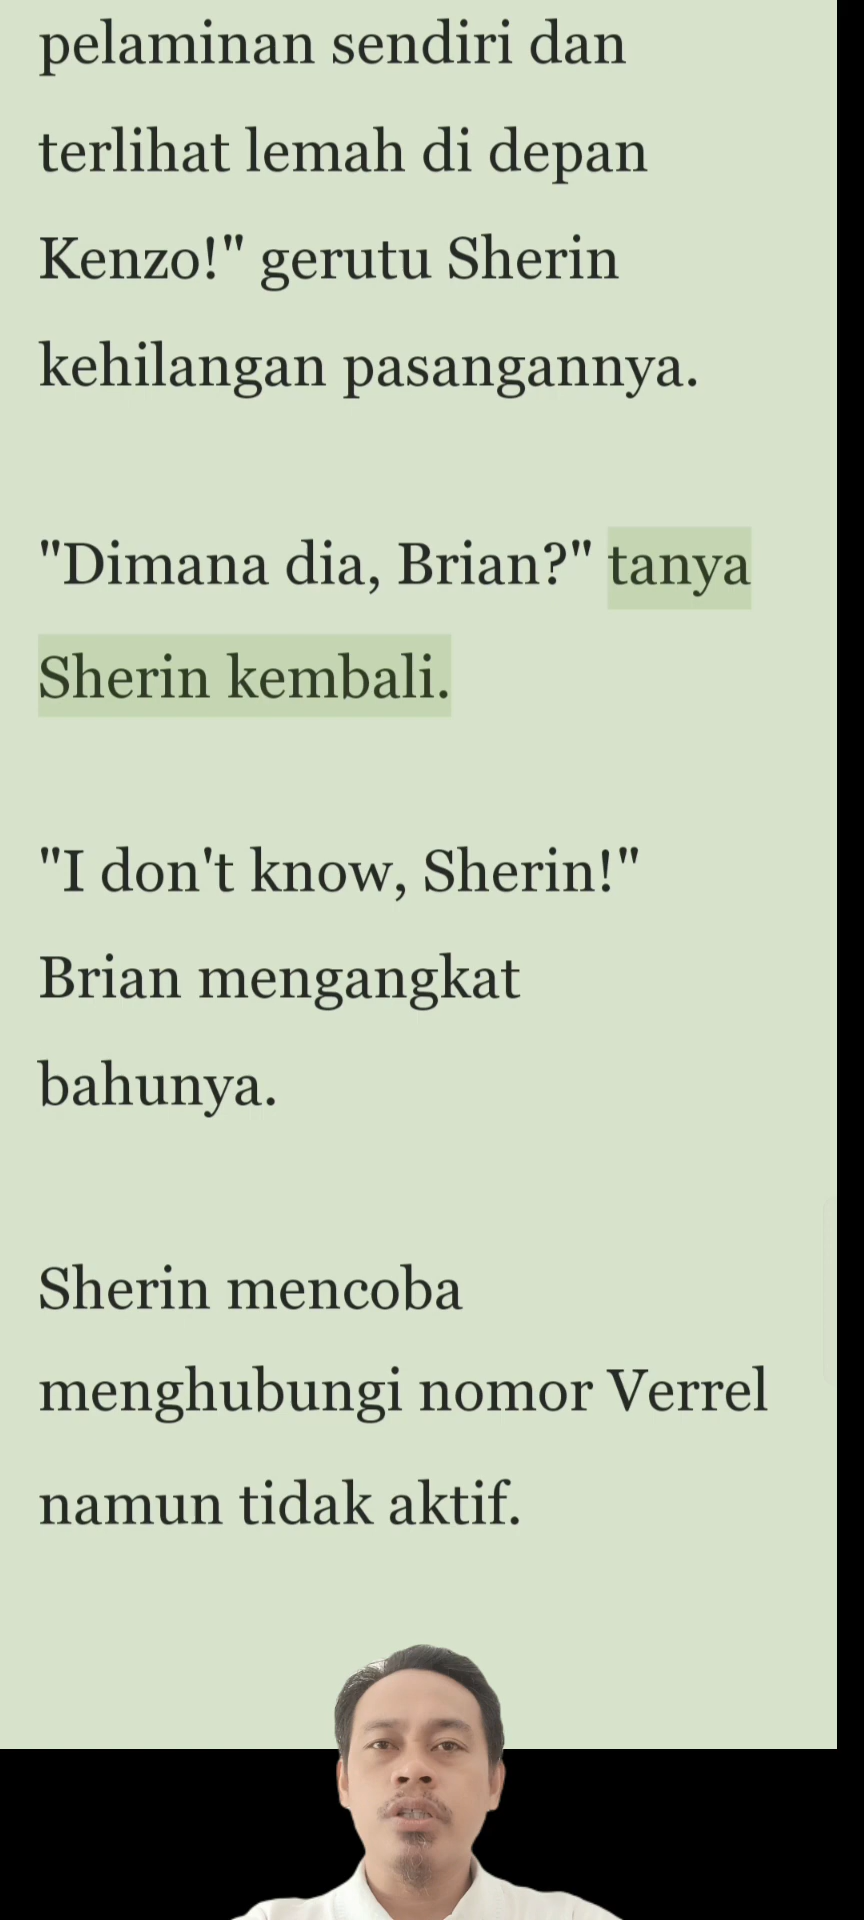 pelaminan sendiri dan
terlihat lemah di depan
Kenzo!" gerutu Sherin
kehilangan pasangannya.
"Dimana dia, Brian?" tanya
Sherin kembali.
"I don't know, Sherin!"
Brian mengangkat
bahunya.
Sherin mencoba
menghubungi nomor Verrel
namun tidak aktif.